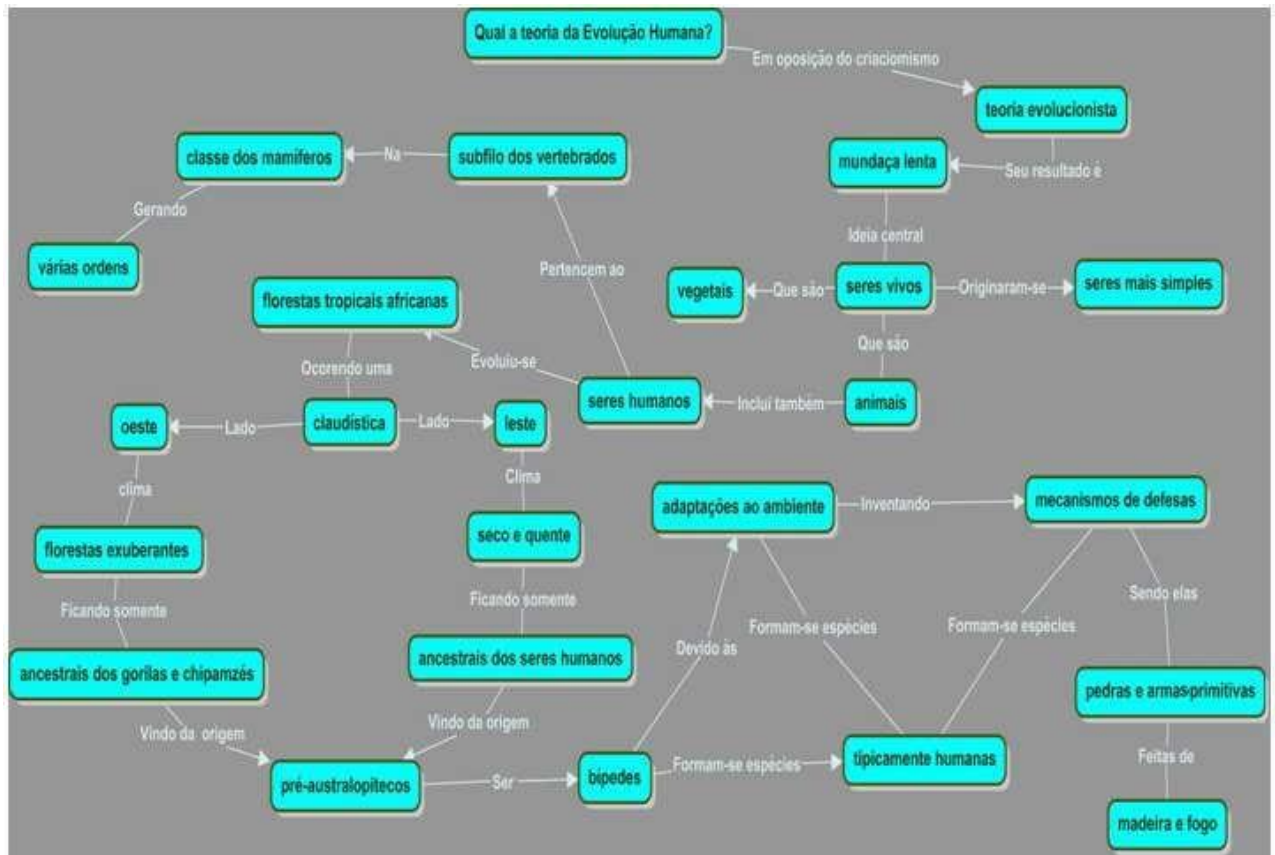 Qual a teoria da Evolução Humana?
Em oposição do criaciomismo
teoria evolucionista
Seu resultado é
mundaça lenta
Ideia central
seres vivos
Originaram-se
seres mais simples
Que são
vegetais
Que são
animais
Incluí também
seres humanos
Pertencem ao
subfilo dos vertebrados
Na
classe dos mamíferos
Gerando
várias ordens
Evoluiu-se
florestas tropicais africanas
Ocorendo uma
claudística
Lado
oeste
clima
florestas exuberantes
Ficando somente
ancestrais dos gorilas e chipamzés
Vindo da origem
Lado
leste
Clima
seco e quente
Ficando somente
ancestrais dos seres humanos
Vindo da origem
pré-australopitecos
Ser
bípedes
Devido às
adaptações ao ambiente
Inventando
mecanismos de defesas
Formam-se espécies
Formam-se espécies
Formam-se espécies
tipicamente humanas
Sendo elas
pedras e armas-primitivas
Feitas de
madeira e fogo